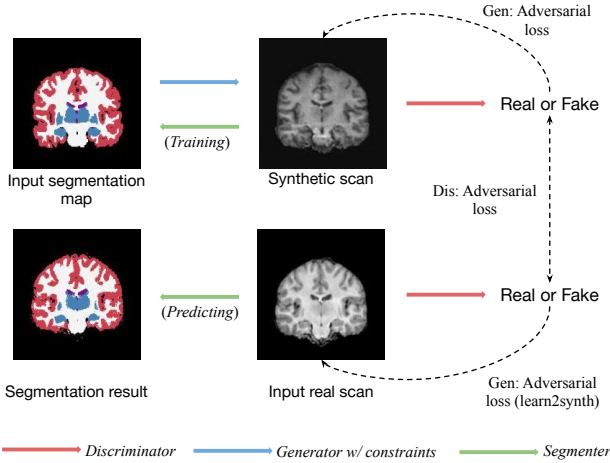 Gen: Adversarial
loss
Real or Fake
(Training)
Input segmentation
map
Synthetic scan
Dis: Adversarial
loss
(Predicting)
Real or Fake
Segmentation result
Input real scan
Gen: Adversarial
loss (learn2synth)
Discriminator
Generator w/ constraints
Segmenter